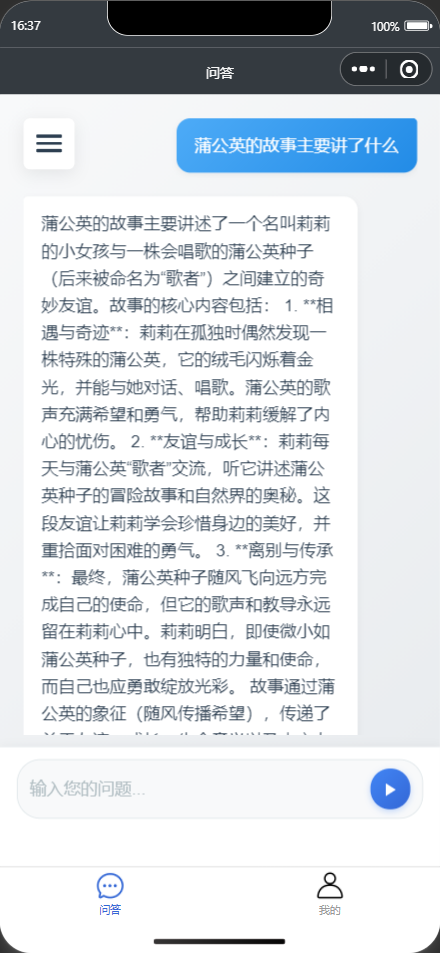 16:37
100%
问答
蒲公英的故事主要讲了什么
蒲公英的故事主要讲述了一个名叫莉莉
的小女孩与一株会唱歌的蒲公英种子
（后来被命名为“歌者”）之间建立的奇
妙友谊。故事的核心内容包括： 1. **相
遇与奇迹**：莉莉在孤独时偶然发现一
株特殊的蒲公英，它的绒毛闪烁着金
光，并能与她对话、唱歌。蒲公英的歌
声充满希望和勇气，帮助莉莉缓解了内
心的忧伤。 2. **友谊与成长**：莉莉每
天与蒲公英“歌者”交流，听它讲述蒲公
英种子的冒险故事和自然界的奥秘。这
段友谊让莉莉学会珍惜身边的美好，并
重拾面对困难的勇气。 3. **离别与传承
**：最终，蒲公英种子随风飞向远方完
成自己的使命，但它的歌声和教导永远
留在莉莉心中。莉莉明白，即使微小如
蒲公英种子，也有独特的力量和使命，
而自己也应勇敢绽放光彩。 故事通过蒲
公英的象征（随风传播希望），传递了
输入您的问题...
问答
我的